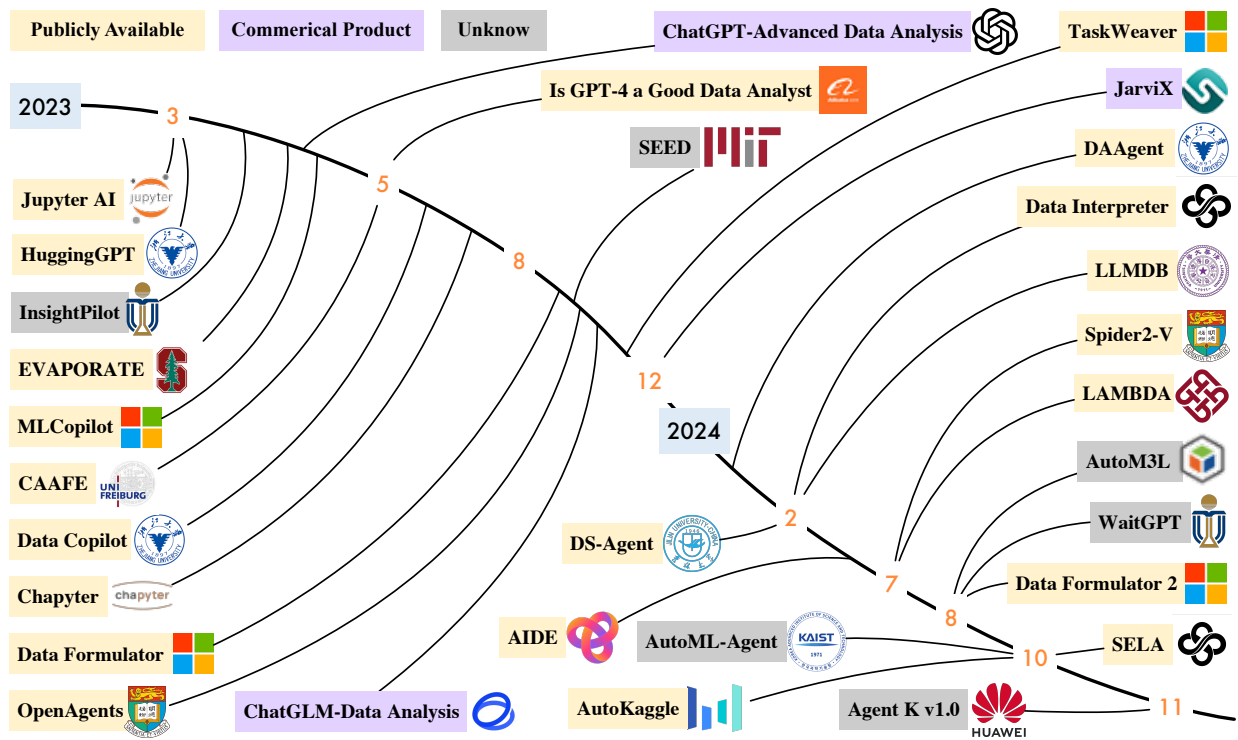 Publicly Available
Commerical Product
Unknow
ChatGPT-Advanced Data Analysis
TaskWeaver
2023
3
Is GPT-4 a Good Data Analyst
JarviX
SEED
MIT
DAAgent
Jupyter AI
jupyter
5
Data Interpreter
HuggingGPT
8
LLMDB
InsightPilot
Spider2-V
EVAPORATE
12
LAMBDA
MLCopilot
2024
AutoM3L
CAAFE
UNI
FREIBURG
2
WaitGPT
Data Copilot
DS-Agent
Chapyter
chapyter
7
Data Formulator 2
8
AIDE
AutoML-Agent
KAIST
1971
SELA
Data Formulator
10
OpenAgents
ChatGLM-Data Analysis
AutoKaggle
Agent K v1.0
HUAWEI
11